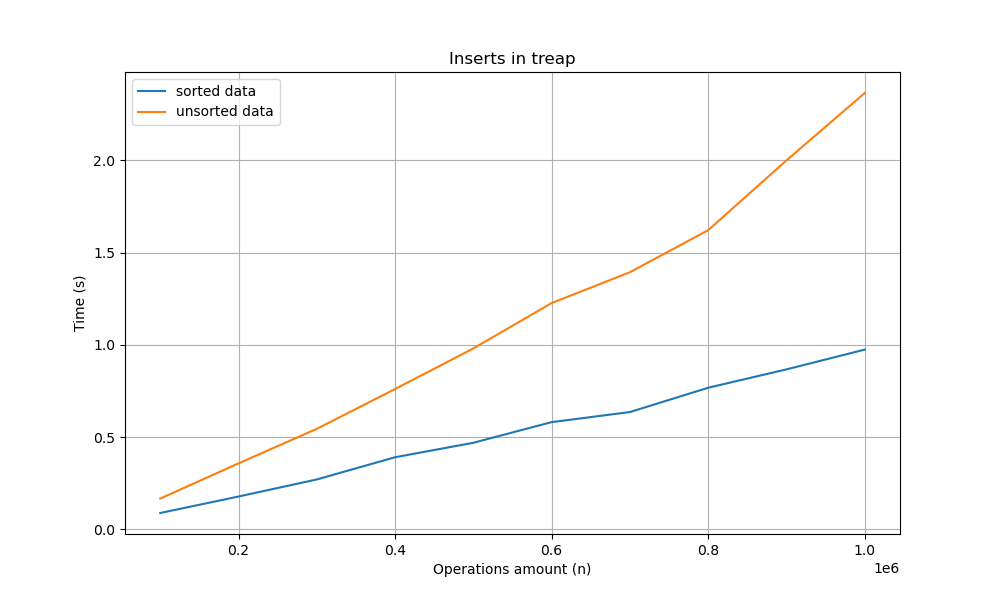 Inserts in treap
sorted data
unsorted data
Time (s)
2.0
1.5
1.0
0.5
0.0
0.2 0.4 0.6 0.8 1.0
1e6
Operations amount (n)